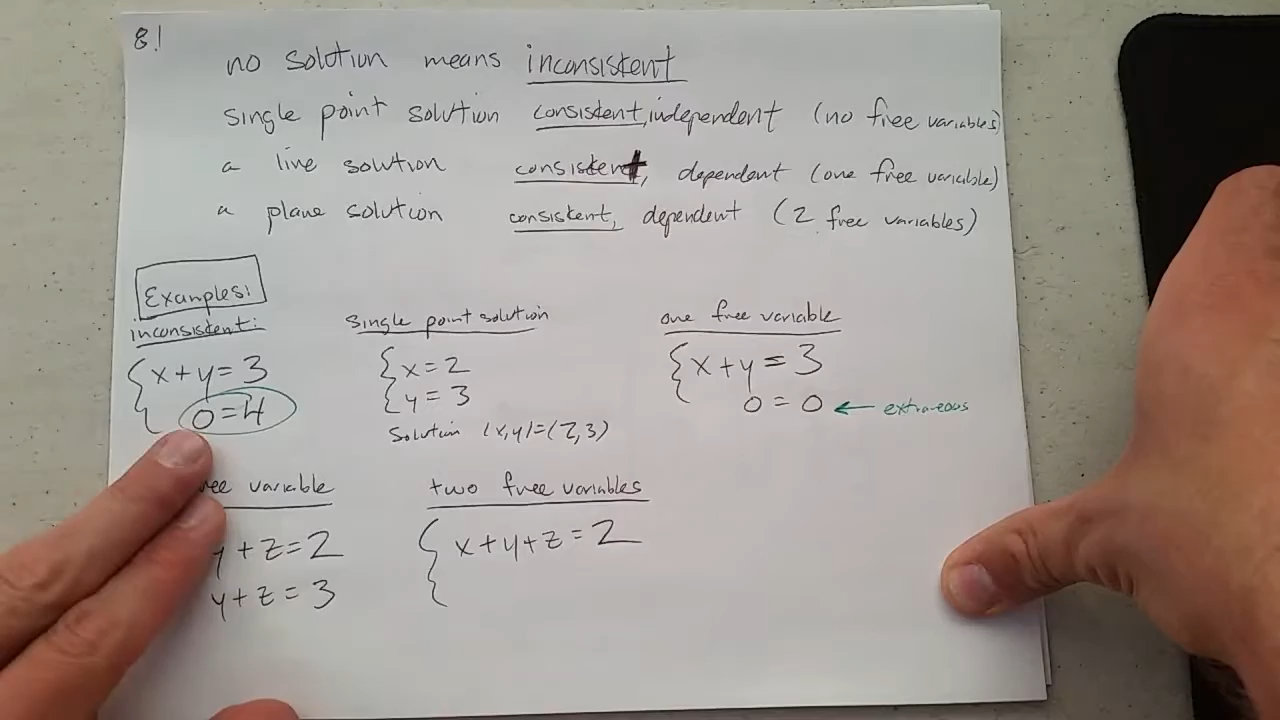 8.1
no solution means inconsistent
single point solution consistent, independent (no free variables)
a line solution consistent, dependent (one free variable)
a plane solution consistent, dependent (2 free variables)
Examples:
inconsistent:
x+y=3
0=4
single point solution
x=2
y=3
Solution (x,y)=(2,3)
one free variable
x+y=3
0=0 ← extraneous
variable
y+z=2
y+z=3
two free variables
x+y+z=2